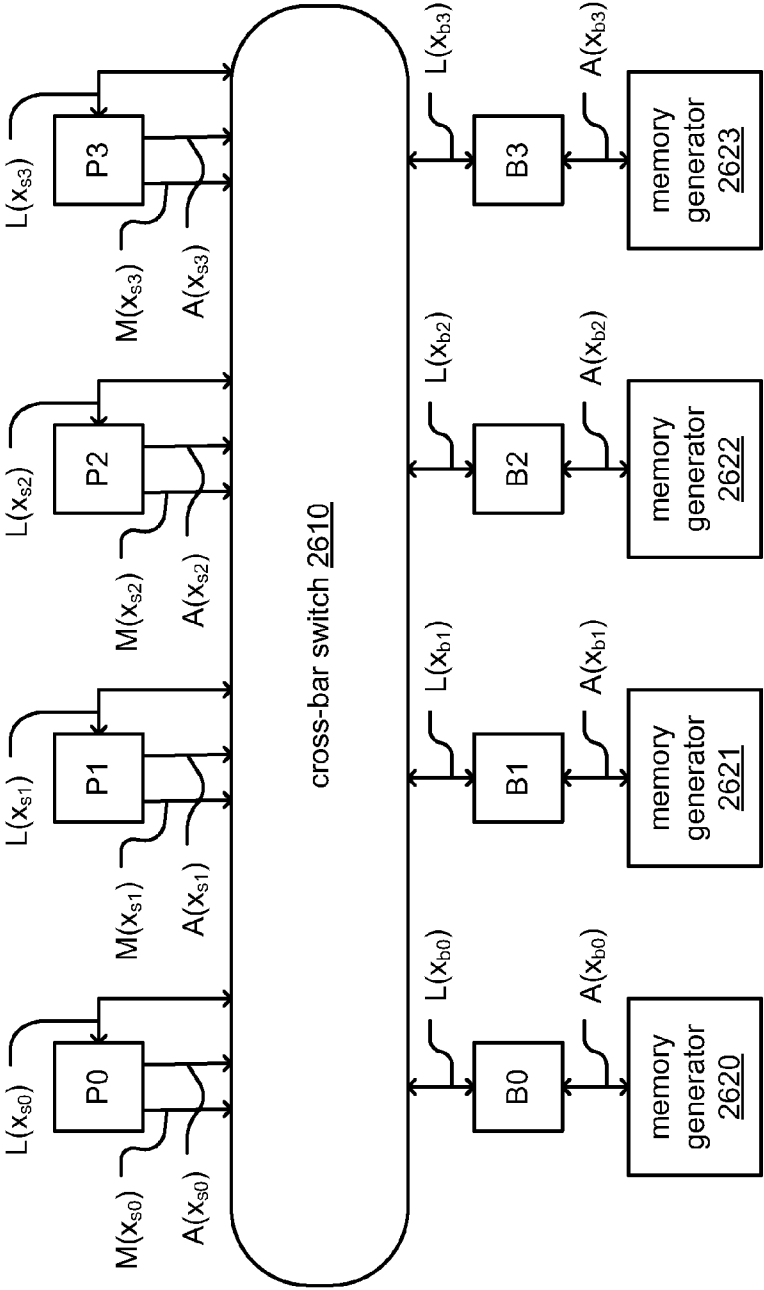 L(xs0)
L(xs1)
L(xs2)
L(xs3)
P0
P1
P2
P3
M(xs0)
M(xs1)
M(xs2)
M(xs3)
A(xs0)
A(xs1)
A(xs2)
A(xs3)
cross-bar switch 2610
L(xb0)
L(xb1)
L(xb2)
L(xb3)
B0
B1
B2
B3
A(xb0)
A(xb1)
A(xb2)
A(xb3)
memory
generator
2620
memory
generator
2621
memory
generator
2622
memory
generator
2623